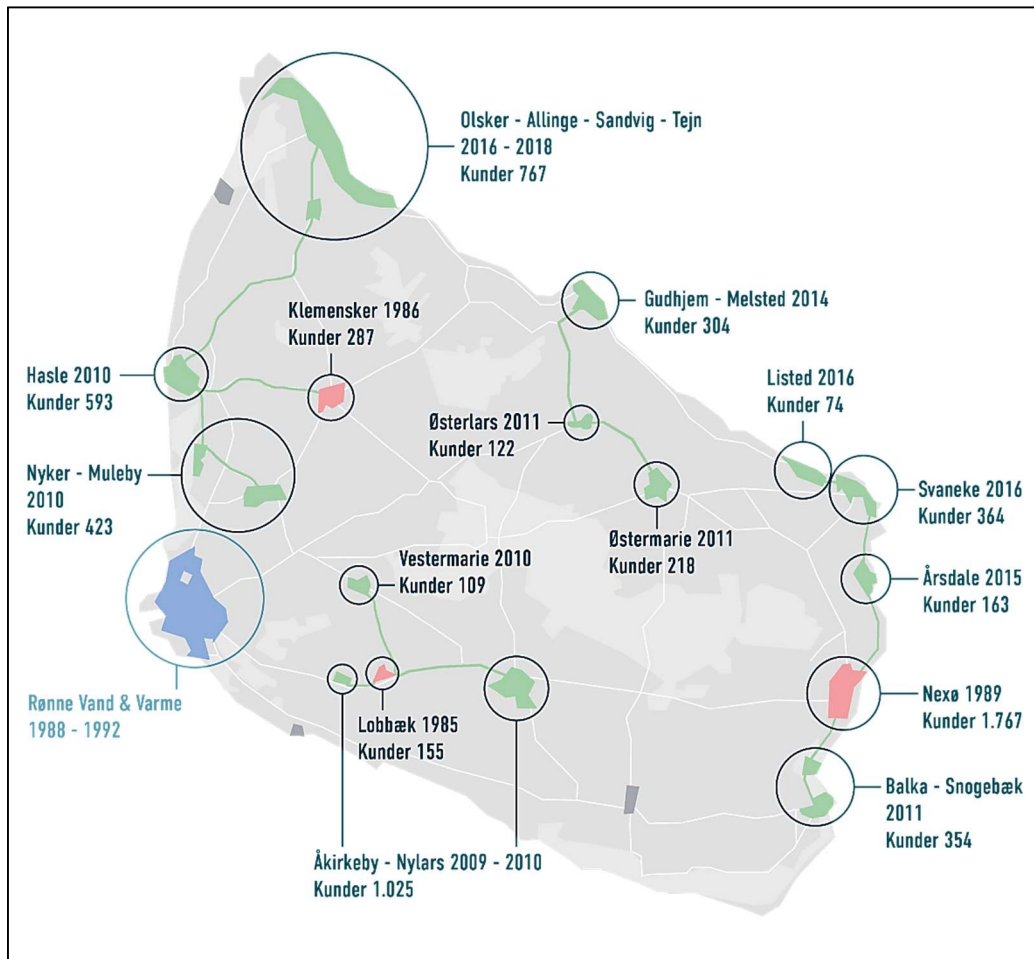 Olsker - Allinge - Sandvig - Tejn
2016 - 2018
Kunder 767
Klemensker 1986
Kunder 287
Gudhjem - Melsted 2014
Kunder 304
Hasle 2010
Kunder 593
Listed 2016
Kunder 74
Østerlars 2011
Kunder 122
Nyker - Muleby
2010
Kunder 423
Svaneke 2016
Kunder 364
Østermarie 2011
Kunder 218
Vestermarie 2010
Kunder 109
Årsdale 2015
Kunder 163
Rønne Vand & Varme
1988 - 1992
Lobbæk 1985
Kunder 155
Nexø 1989
Kunder 1.767
Balka - Snogebæk
2011
Kunder 354
Åkirkeby - Nylars 2009 - 2010
Kunder 1.025